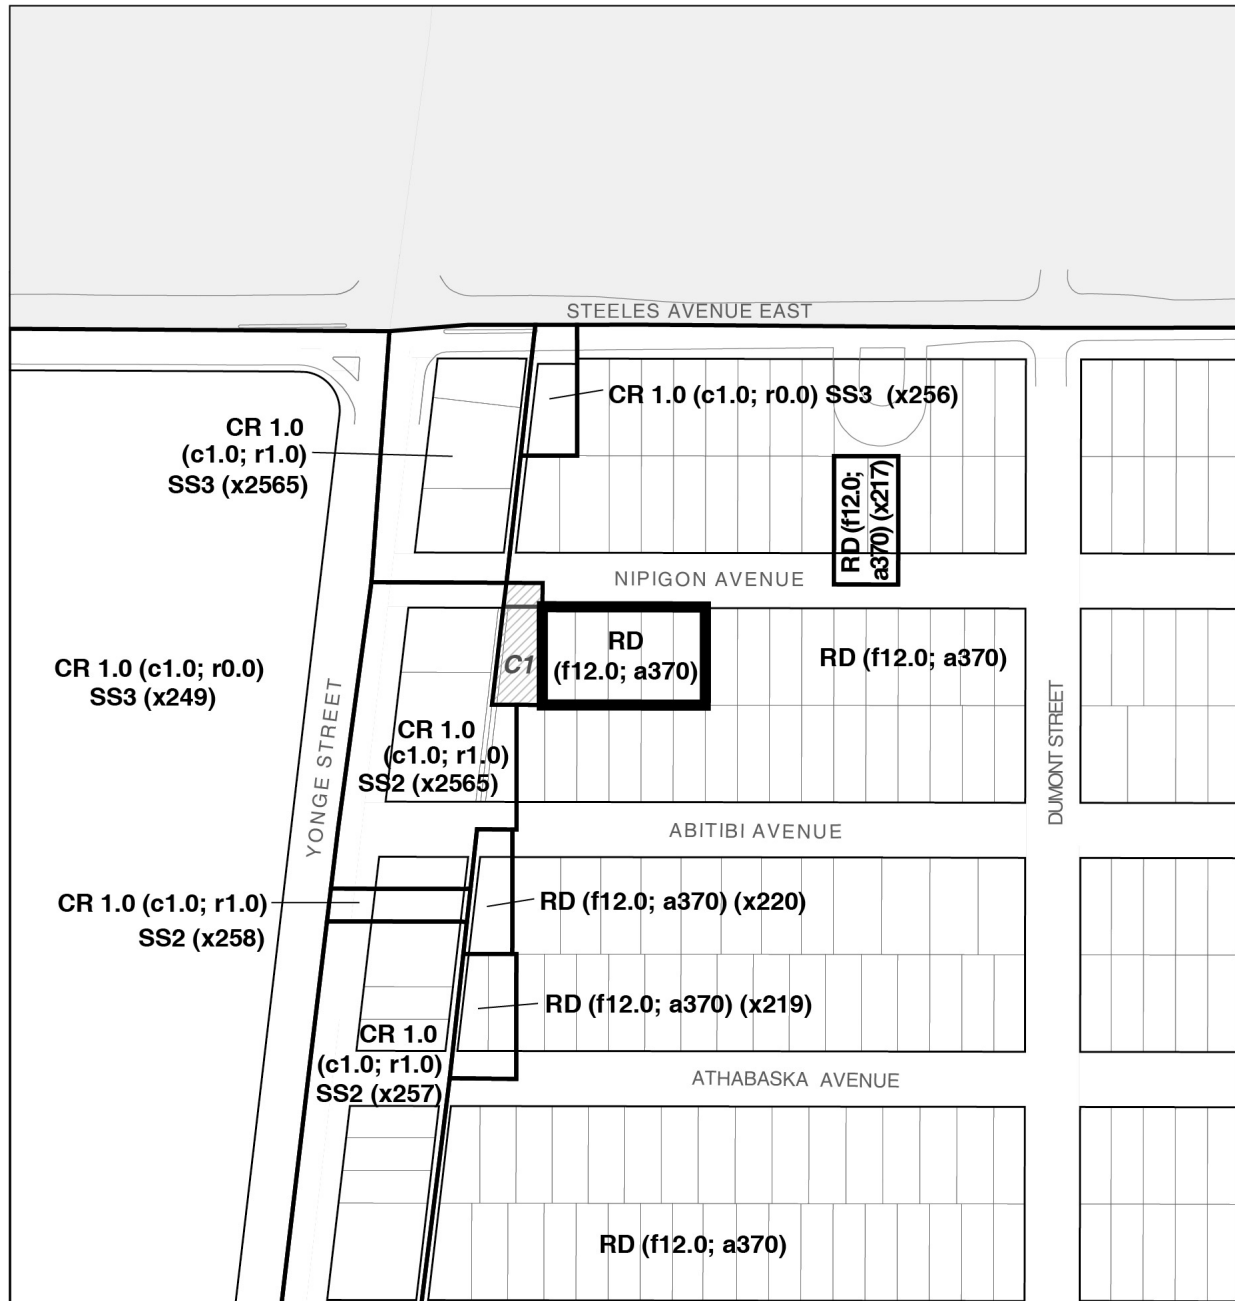 STEELES AVENUE EAST
CR 1.0 (c1.0; r0.0) SS3 (x256)
CR 1.0
(c1.0; r1.0)
SS3 (x2565)
RD (f12.0;
a370) (x217)
NIPIGON AVENUE
CR 1.0 (c1.0; r0.0)
SS3 (x249)
C1
RD
(f12.0; a370)
RD (f12.0; a370)
YONGE STREET
CR 1.0
(c1.0; r1.0)
SS2 (x2565)
DUMONT STREET
ABITIBI AVENUE
CR 1.0 (c1.0; r1.0)
SS2 (x258)
RD (f12.0; a370) (x220)
RD (f12.0; a370) (x219)
CR 1.0
(c1.0; r1.0)
SS2 (x257)
ATHABASKA AVENUE
RD (f12.0; a370)